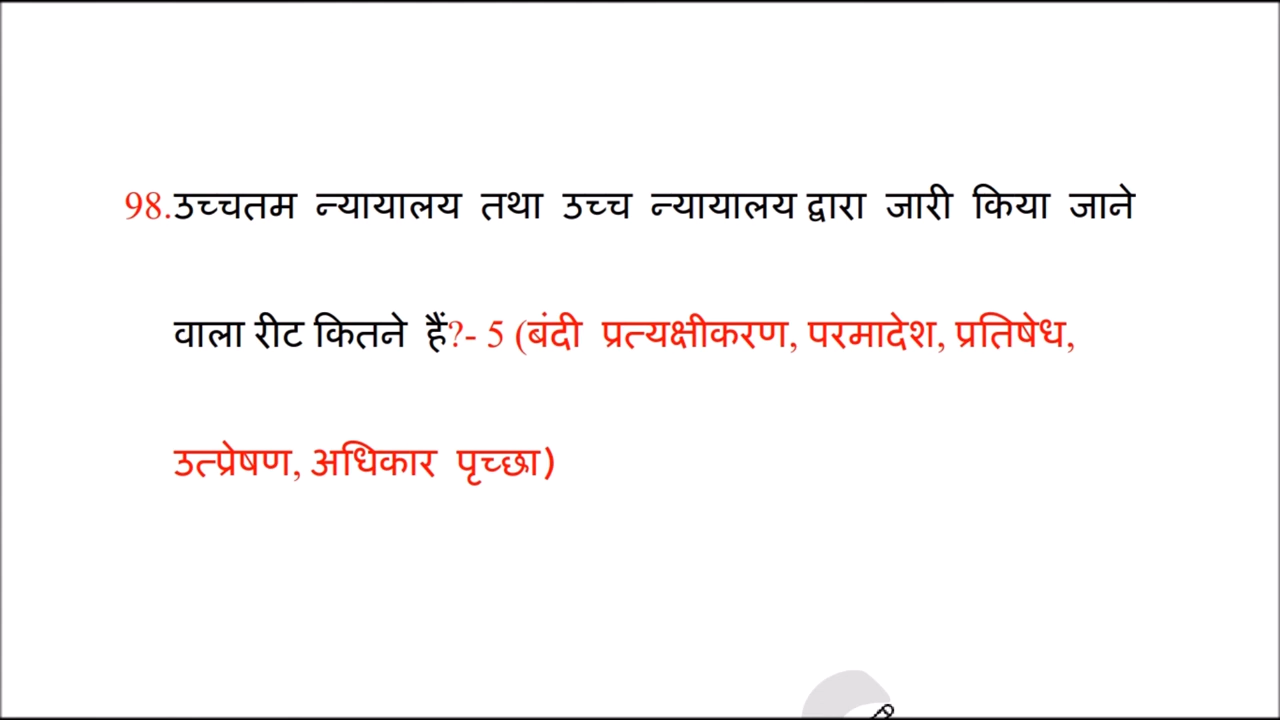 98.उच्चतम न्यायालय तथा उच्च न्यायालय द्वारा जारी किया जाने
वाला रीट कितने हैं?- 5 (बंदी प्रत्यक्षीकरण, परमादेश, प्रतिषेध,
उत्प्रेषण, अधिकार पृच्छा)